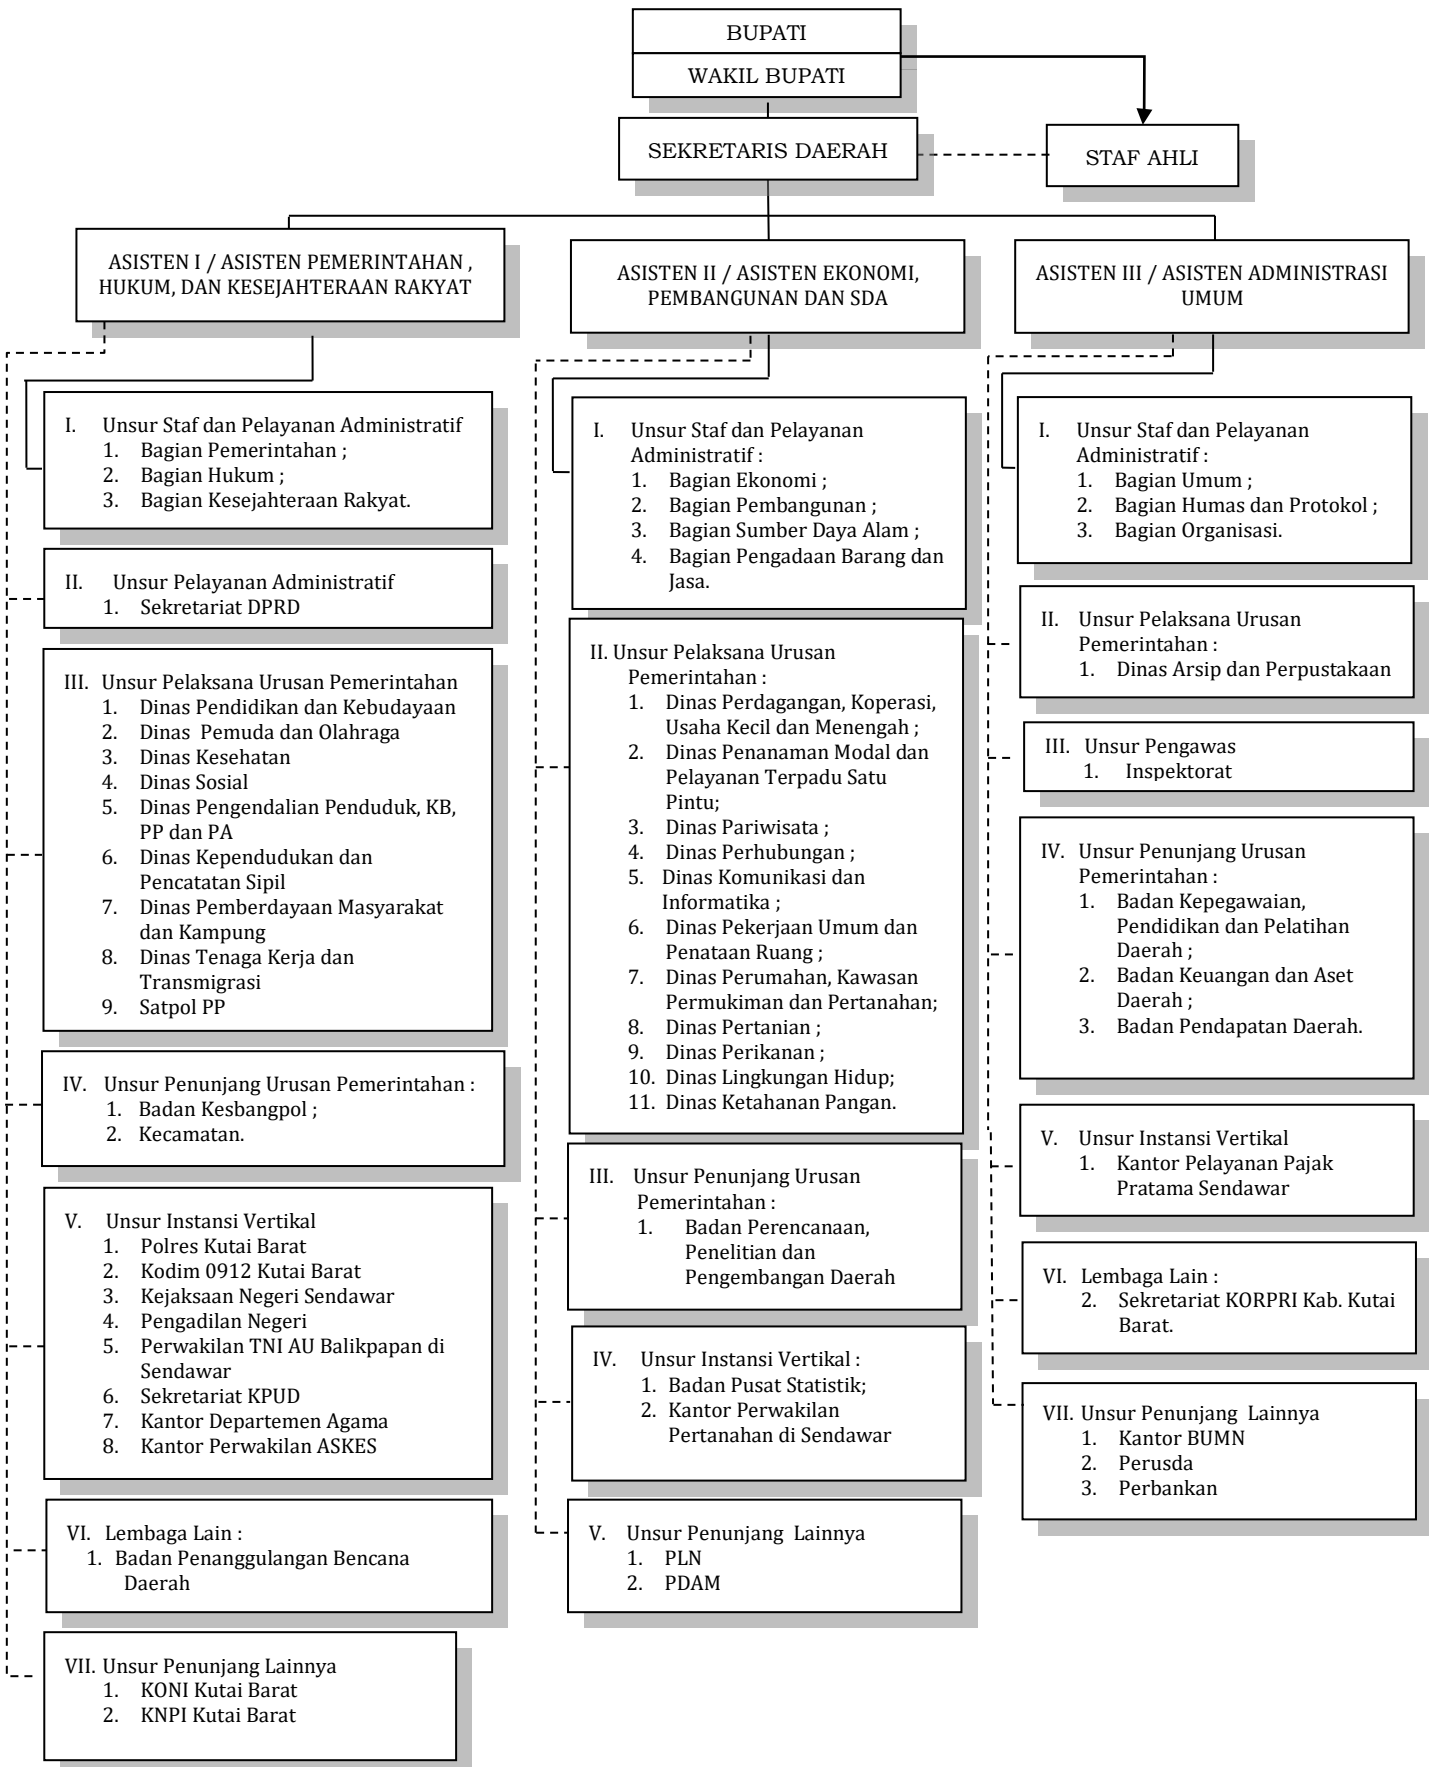 BUPATI
WAKIL BUPATI
SEKRETARIS DAERAH
STAF AHLI
ASISTEN I / ASISTEN PEMERINTAHAN ,
HUKUM, DAN KESEJAHTERAAN RAKYAT
I. Unsur Staf dan Pelayanan Administratif
1. Bagian Pemerintahan ;
2. Bagian Hukum ;
3. Bagian Kesejahteraan Rakyat.
II. Unsur Pelayanan Administratif
1. Sekretariat DPRD
III. Unsur Pelaksana Urusan Pemerintahan
1. Dinas Pendidikan dan Kebudayaan
2. Dinas Pemuda dan Olahraga
3. Dinas Kesehatan
4. Dinas Sosial
5. Dinas Pengendalian Penduduk, KB,
PP dan PA
6. Dinas Kependudukan dan
Pencatatan Sipil
7. Dinas Pemberdayaan Masyarakat
dan Kampung
8. Dinas Tenaga Kerja dan
Transmigrasi
9. Satpol PP
IV. Unsur Penunjang Urusan Pemerintahan :
1. Badan Kesbangpol ;
2. Kecamatan.
V. Unsur Instansi Vertikal
1. Polres Kutai Barat
2. Kodim 0912 Kutai Barat
3. Kejaksaan Negeri Sendawar
4. Pengadilan Negeri
5. Perwakilan TNI AU Balikpapan di
Sendawar
6. Sekretariat KPUD
7. Kantor Departemen Agama
8. Kantor Perwakilan ASKES
VI. Lembaga Lain :
1. Badan Penanggulangan Bencana
Daerah
VII. Unsur Penunjang Lainnya
1. KONI Kutai Barat
2. KNPI Kutai Barat
ASISTEN II / ASISTEN EKONOMI,
PEMBANGUNAN DAN SDA
I. Unsur Staf dan Pelayanan
Administratif :
1. Bagian Ekonomi ;
2. Bagian Pembangunan ;
3. Bagian Sumber Daya Alam ;
4. Bagian Pengadaan Barang dan
Jasa.
II. Unsur Pelaksana Urusan
Pemerintahan :
1. Dinas Perdagangan, Koperasi,
Usaha Kecil dan Menengah ;
2. Dinas Penanaman Modal dan
Pelayanan Terpadu Satu
Pintu;
3. Dinas Pariwisata ;
4. Dinas Perhubungan ;
5. Dinas Komunikasi dan
Informatika ;
6. Dinas Pekerjaan Umum dan
Penataan Ruang ;
7. Dinas Perumahan, Kawasan
Permukiman dan Pertanahan;
8. Dinas Pertanian ;
9. Dinas Perikanan ;
10. Dinas Lingkungan Hidup;
11. Dinas Ketahanan Pangan.
III. Unsur Penunjang Urusan
Pemerintahan :
1. Badan Perencanaan,
Penelitian dan
Pengembangan Daerah
IV. Unsur Instansi Vertikal :
1. Badan Pusat Statistik;
2. Kantor Perwakilan
Pertanahan di Sendawar
V. Unsur Penunjang Lainnya
1. PLN
2. PDAM
ASISTEN III / ASISTEN ADMINISTRASI
UMUM
I. Unsur Staf dan Pelayanan
Administratif :
1. Bagian Umum ;
2. Bagian Humas dan Protokol ;
3. Bagian Organisasi.
II. Unsur Pelaksana Urusan
Pemerintahan :
1. Dinas Arsip dan Perpustakaan
III. Unsur Pengawas
1. Inspektorat
IV. Unsur Penunjang Urusan
Pemerintahan :
1. Badan Kepegawaian,
Pendidikan dan Pelatihan
Daerah ;
2. Badan Keuangan dan Aset
Daerah ;
3. Badan Pendapatan Daerah.
V. Unsur Instansi Vertikal
1. Kantor Pelayanan Pajak
Pratama Sendawar
VI. Lembaga Lain :
2. Sekretariat KORPRI Kab. Kutai
Barat.
VII. Unsur Penunjang Lainnya
1. Kantor BUMN
2. Perusda
3. Perbankan